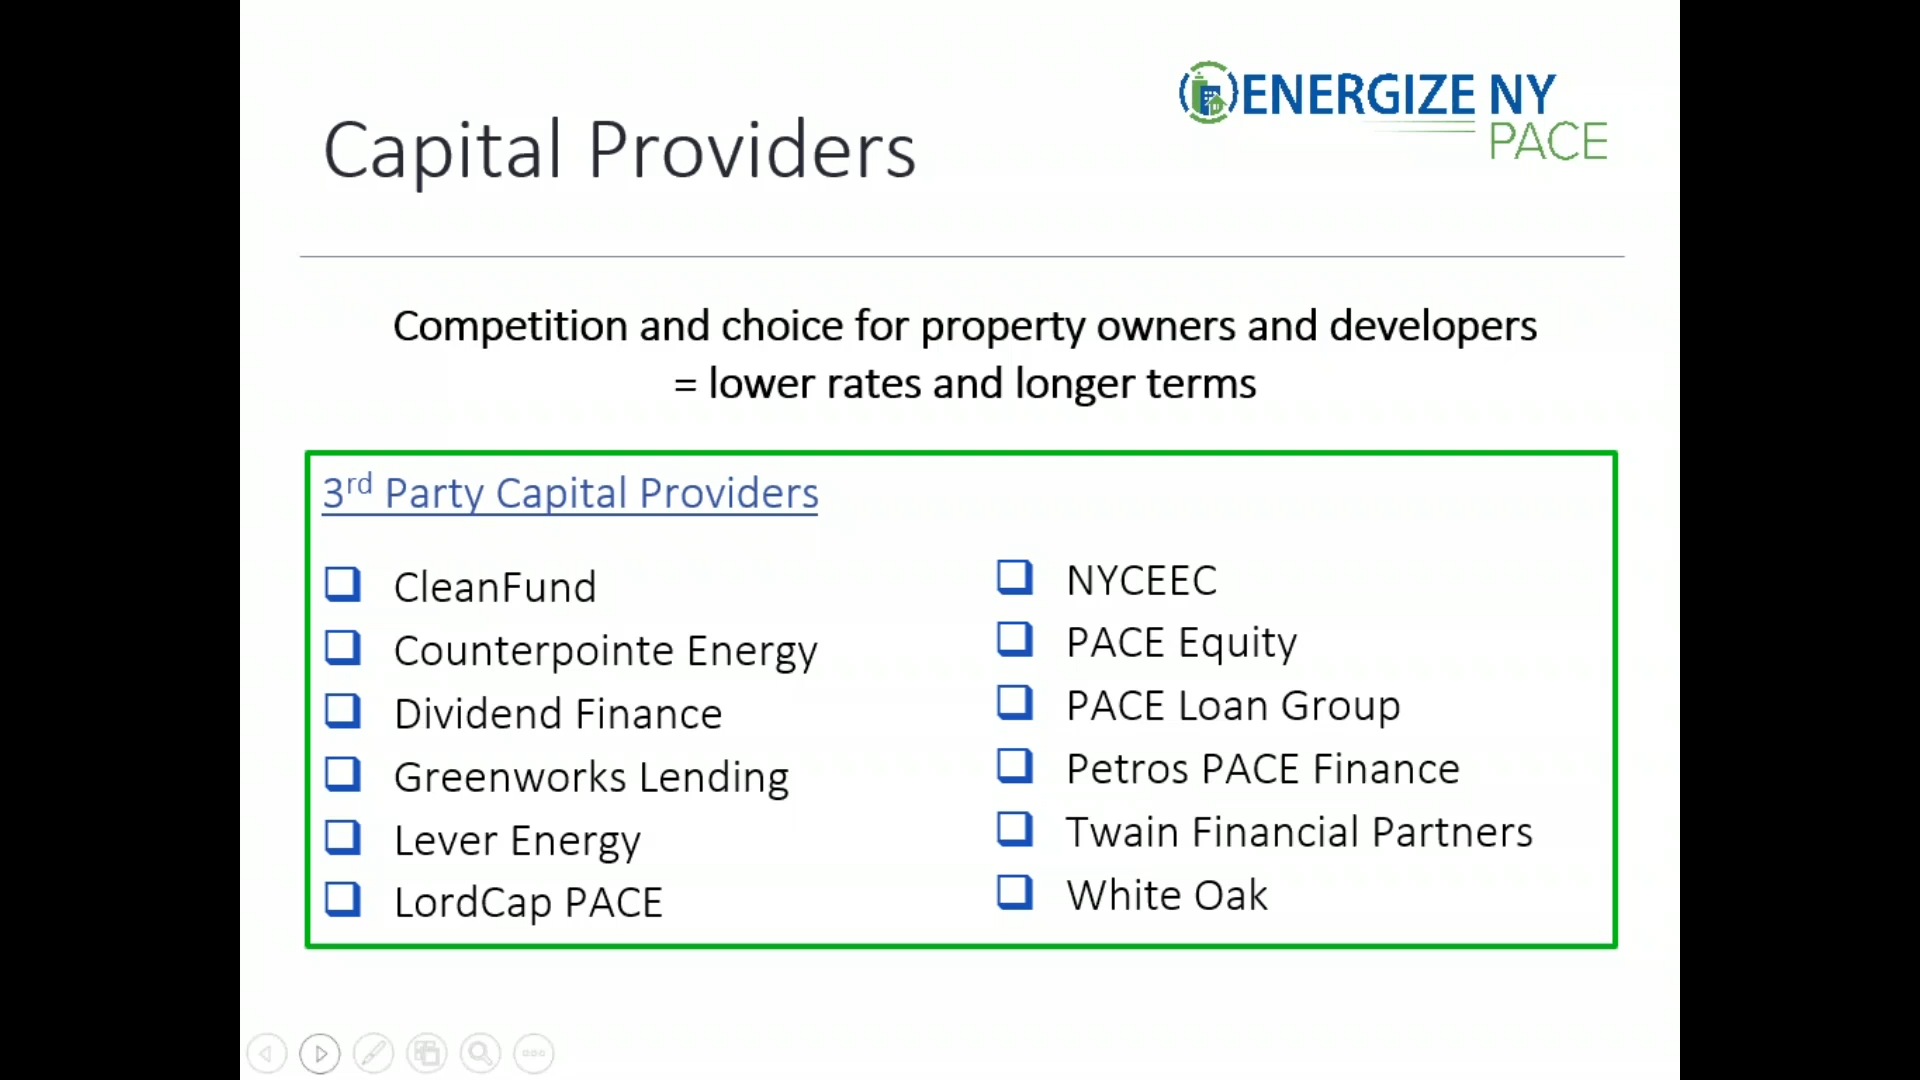 ENERGIZE NY
PACE
Capital Providers
Competition and choice for property owners and developers
= lower rates and longer terms
3rd Party Capital Providers
CleanFund
Counterpointe Energy
Dividend Finance
Greenworks Lending
Lever Energy
LordCap PACE
NYCEEC
PACE Equity
PACE Loan Group
Petros PACE Finance
Twain Financial Partners
White Oak